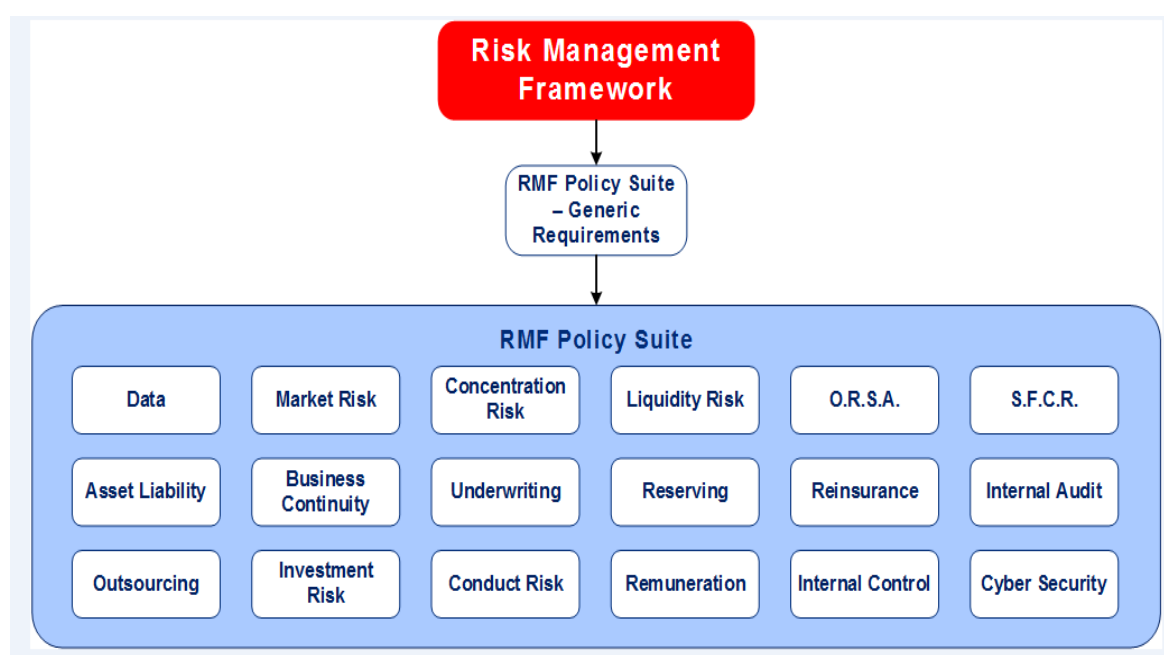 Risk Management
Framework
RMF Policy Suite
– Generic
Requirements
RMF Policy Suite
Data
Market Risk
Concentration
Risk
Liquidity Risk
O.R.S.A.
S.F.C.R.
Asset Liability
Business
Continuity
Underwriting
Reserving
Reinsurance
Internal Audit
Outsourcing
Investment
Risk
Conduct Risk
Remuneration
Internal Control
Cyber Security